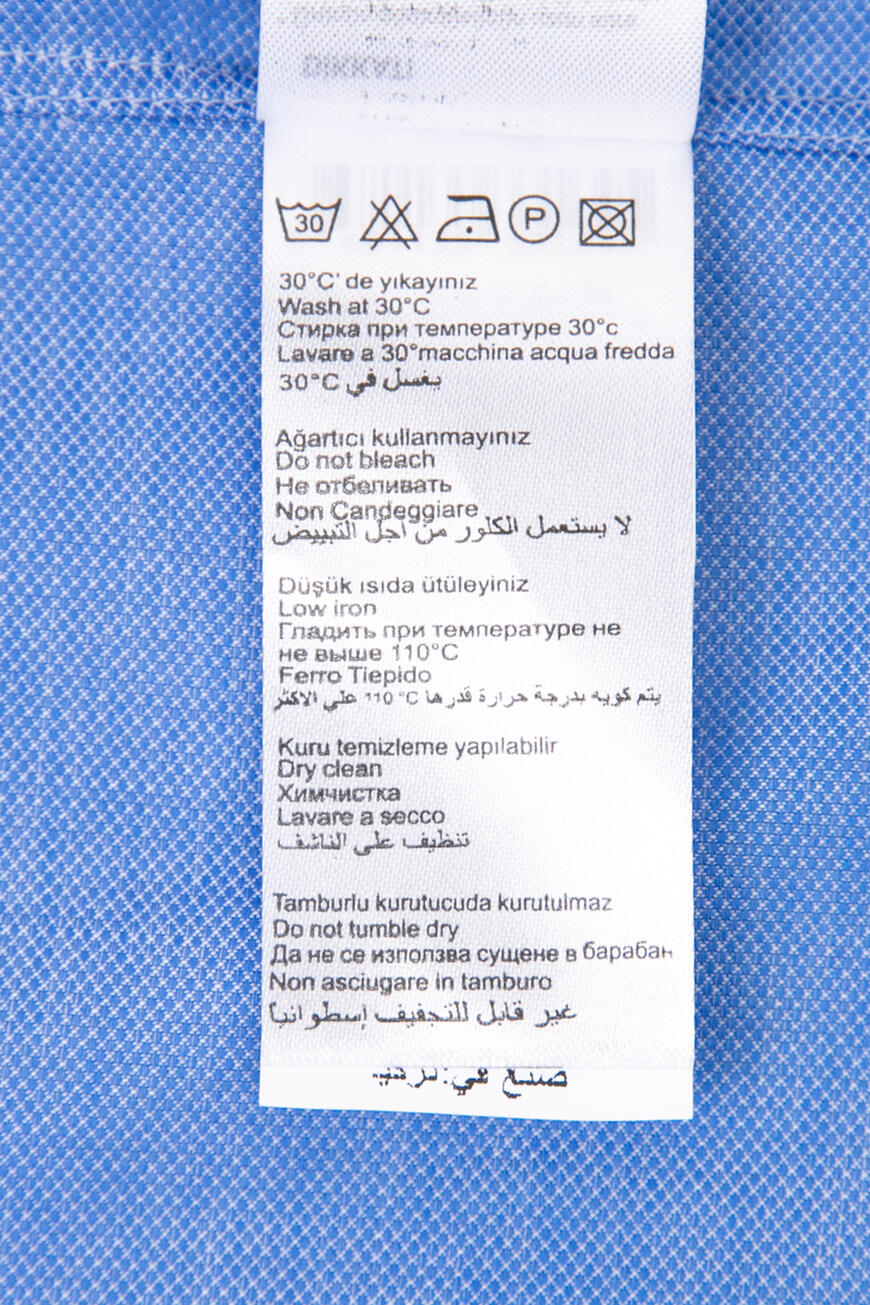 30
P
30°C' de yıkayınız
Wash at 30°C
Стирка при температуре 30°c
Lavare a 30°macchina acqua fredda
يغسل في 30°C
Ağartıcı kullanmayınız
Do not bleach
Не отбеливать
Non Candeggiare
لا يستعمل الكلور من اجل التبييض
Düşük ısıda ütüleyiniz
Low iron
Гладить при температуре не
не выше 110°C
Ferro Tiepido
يتم كويه بدرجة حرارة قدرها 110 °C على الاكثر
Kuru temizleme yapılabilir
Dry clean
Химчистка
Lavare a secco
تنظيف على الناشف
Tamburlu kurutucuda kurutulmaz
Do not tumble dry
Да не се използва сущене в барабан
Non asciugare in tamburo
غير قابل للتجفيف إسطوانيا
صنع في: